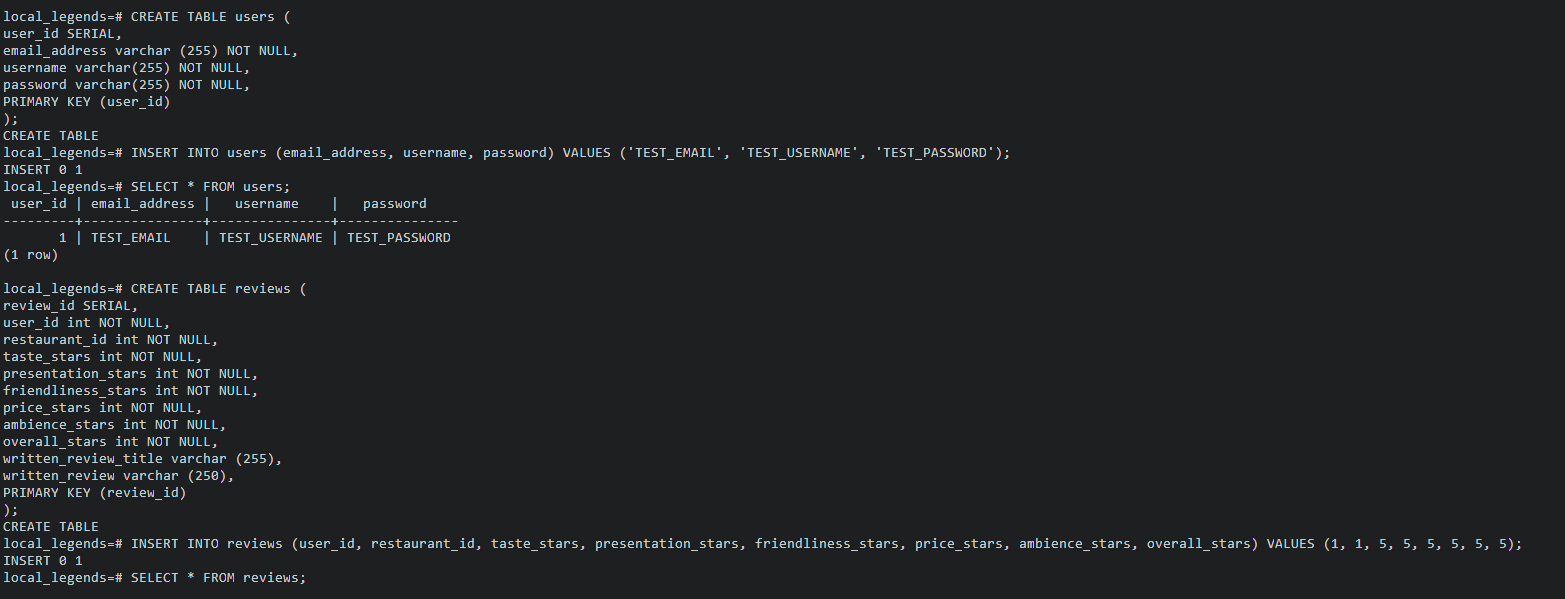 local_legends=# CREATE TABLE users (
user_id SERIAL,
email_address varchar (255) NOT NULL,
username varchar(255) NOT NULL,
password varchar(255) NOT NULL,
PRIMARY KEY (user_id)
);
CREATE TABLE
local_legends=# INSERT INTO users (email_address, username, password) VALUES ('TEST_EMAIL', 'TEST_USERNAME', 'TEST_PASSWORD');
INSERT 0 1
local_legends=# SELECT * FROM users;
 user_id | email_address |   username    |   password
---------+---------------+---------------+---------------
       1 | TEST_EMAIL    | TEST_USERNAME | TEST_PASSWORD
(1 row)

local_legends=# CREATE TABLE reviews (
review_id SERIAL,
user_id int NOT NULL,
restaurant_id int NOT NULL,
taste_stars int NOT NULL,
presentation_stars int NOT NULL,
friendliness_stars int NOT NULL,
price_stars int NOT NULL,
ambience_stars int NOT NULL,
overall_stars int NOT NULL,
written_review_title varchar (255),
written_review varchar (250),
PRIMARY KEY (review_id)
);
CREATE TABLE
local_legends=# INSERT INTO reviews (user_id, restaurant_id, taste_stars, presentation_stars, friendliness_stars, price_stars, ambience_stars, overall_stars) VALUES (1, 1, 5, 5, 5, 5, 5, 5);
INSERT 0 1
local_legends=# SELECT * FROM reviews;